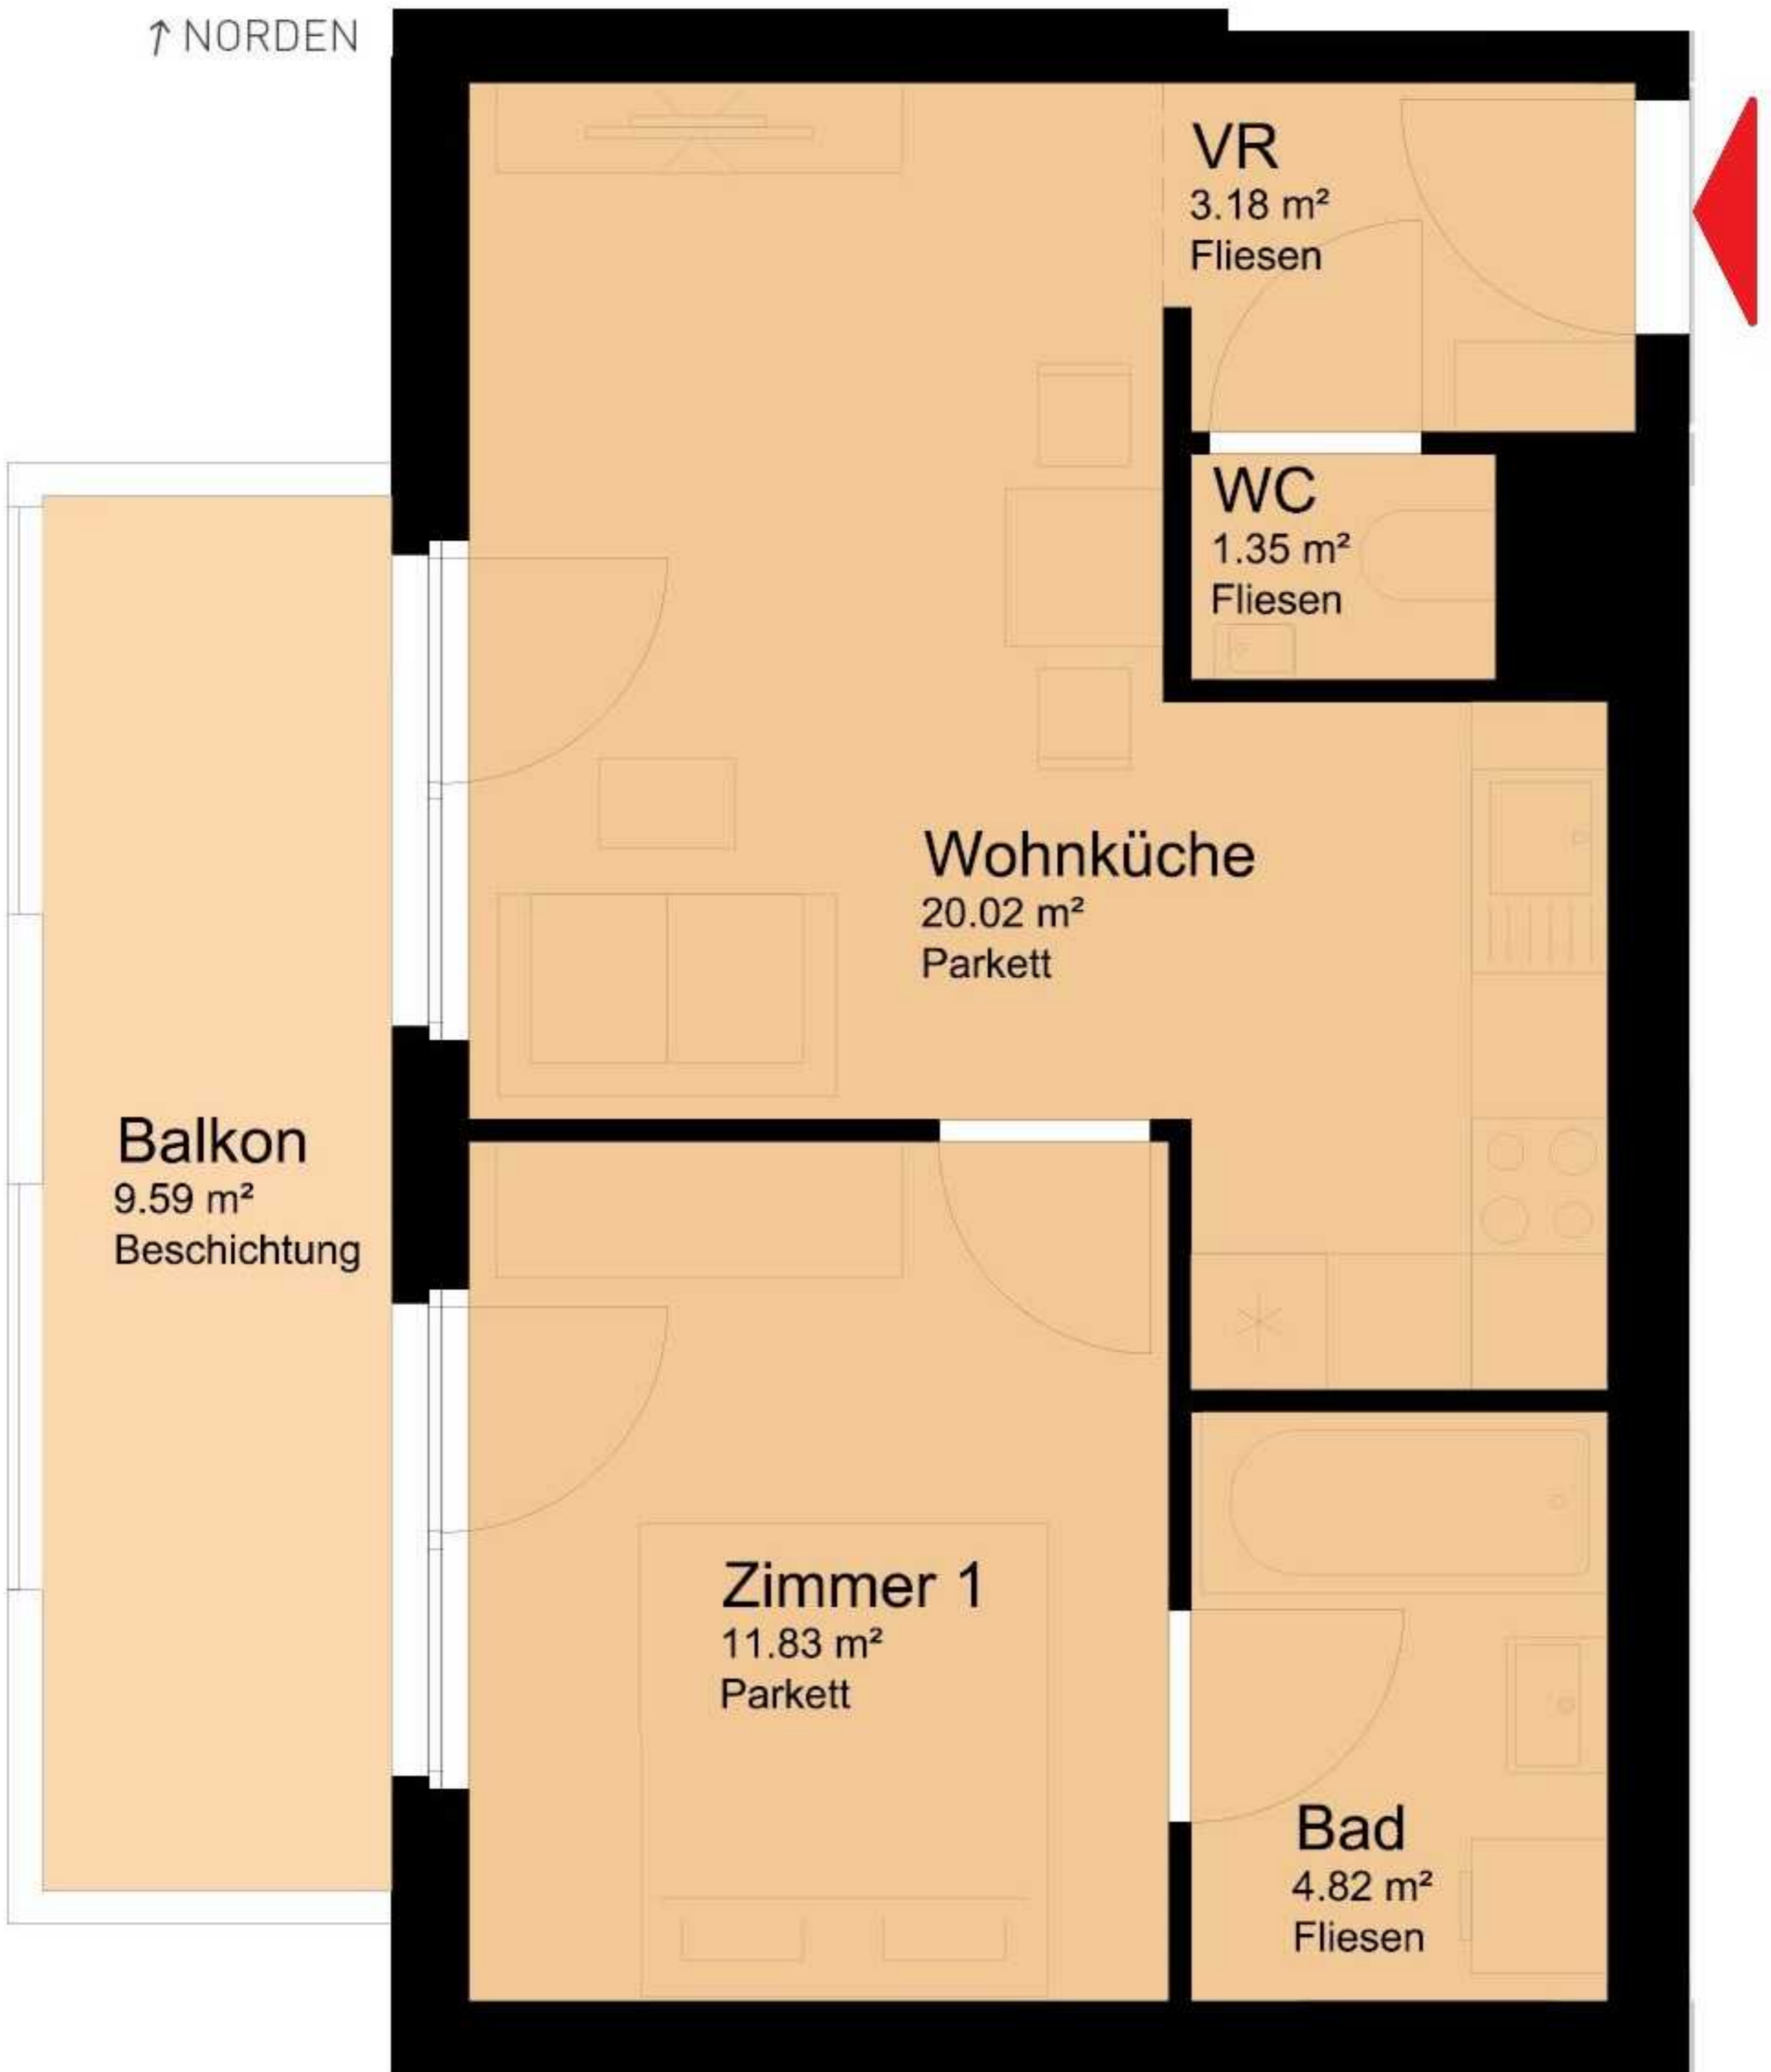 ↑ NORDEN
VR
3.18 m²
Fliesen
WC
1.35 m²
Fliesen
Wohnküche
20.02 m²
Parkett
Balkon
9.59 m²
Beschichtung
Zimmer 1
11.83 m²
Parkett
Bad
4.82 m²
Fliesen